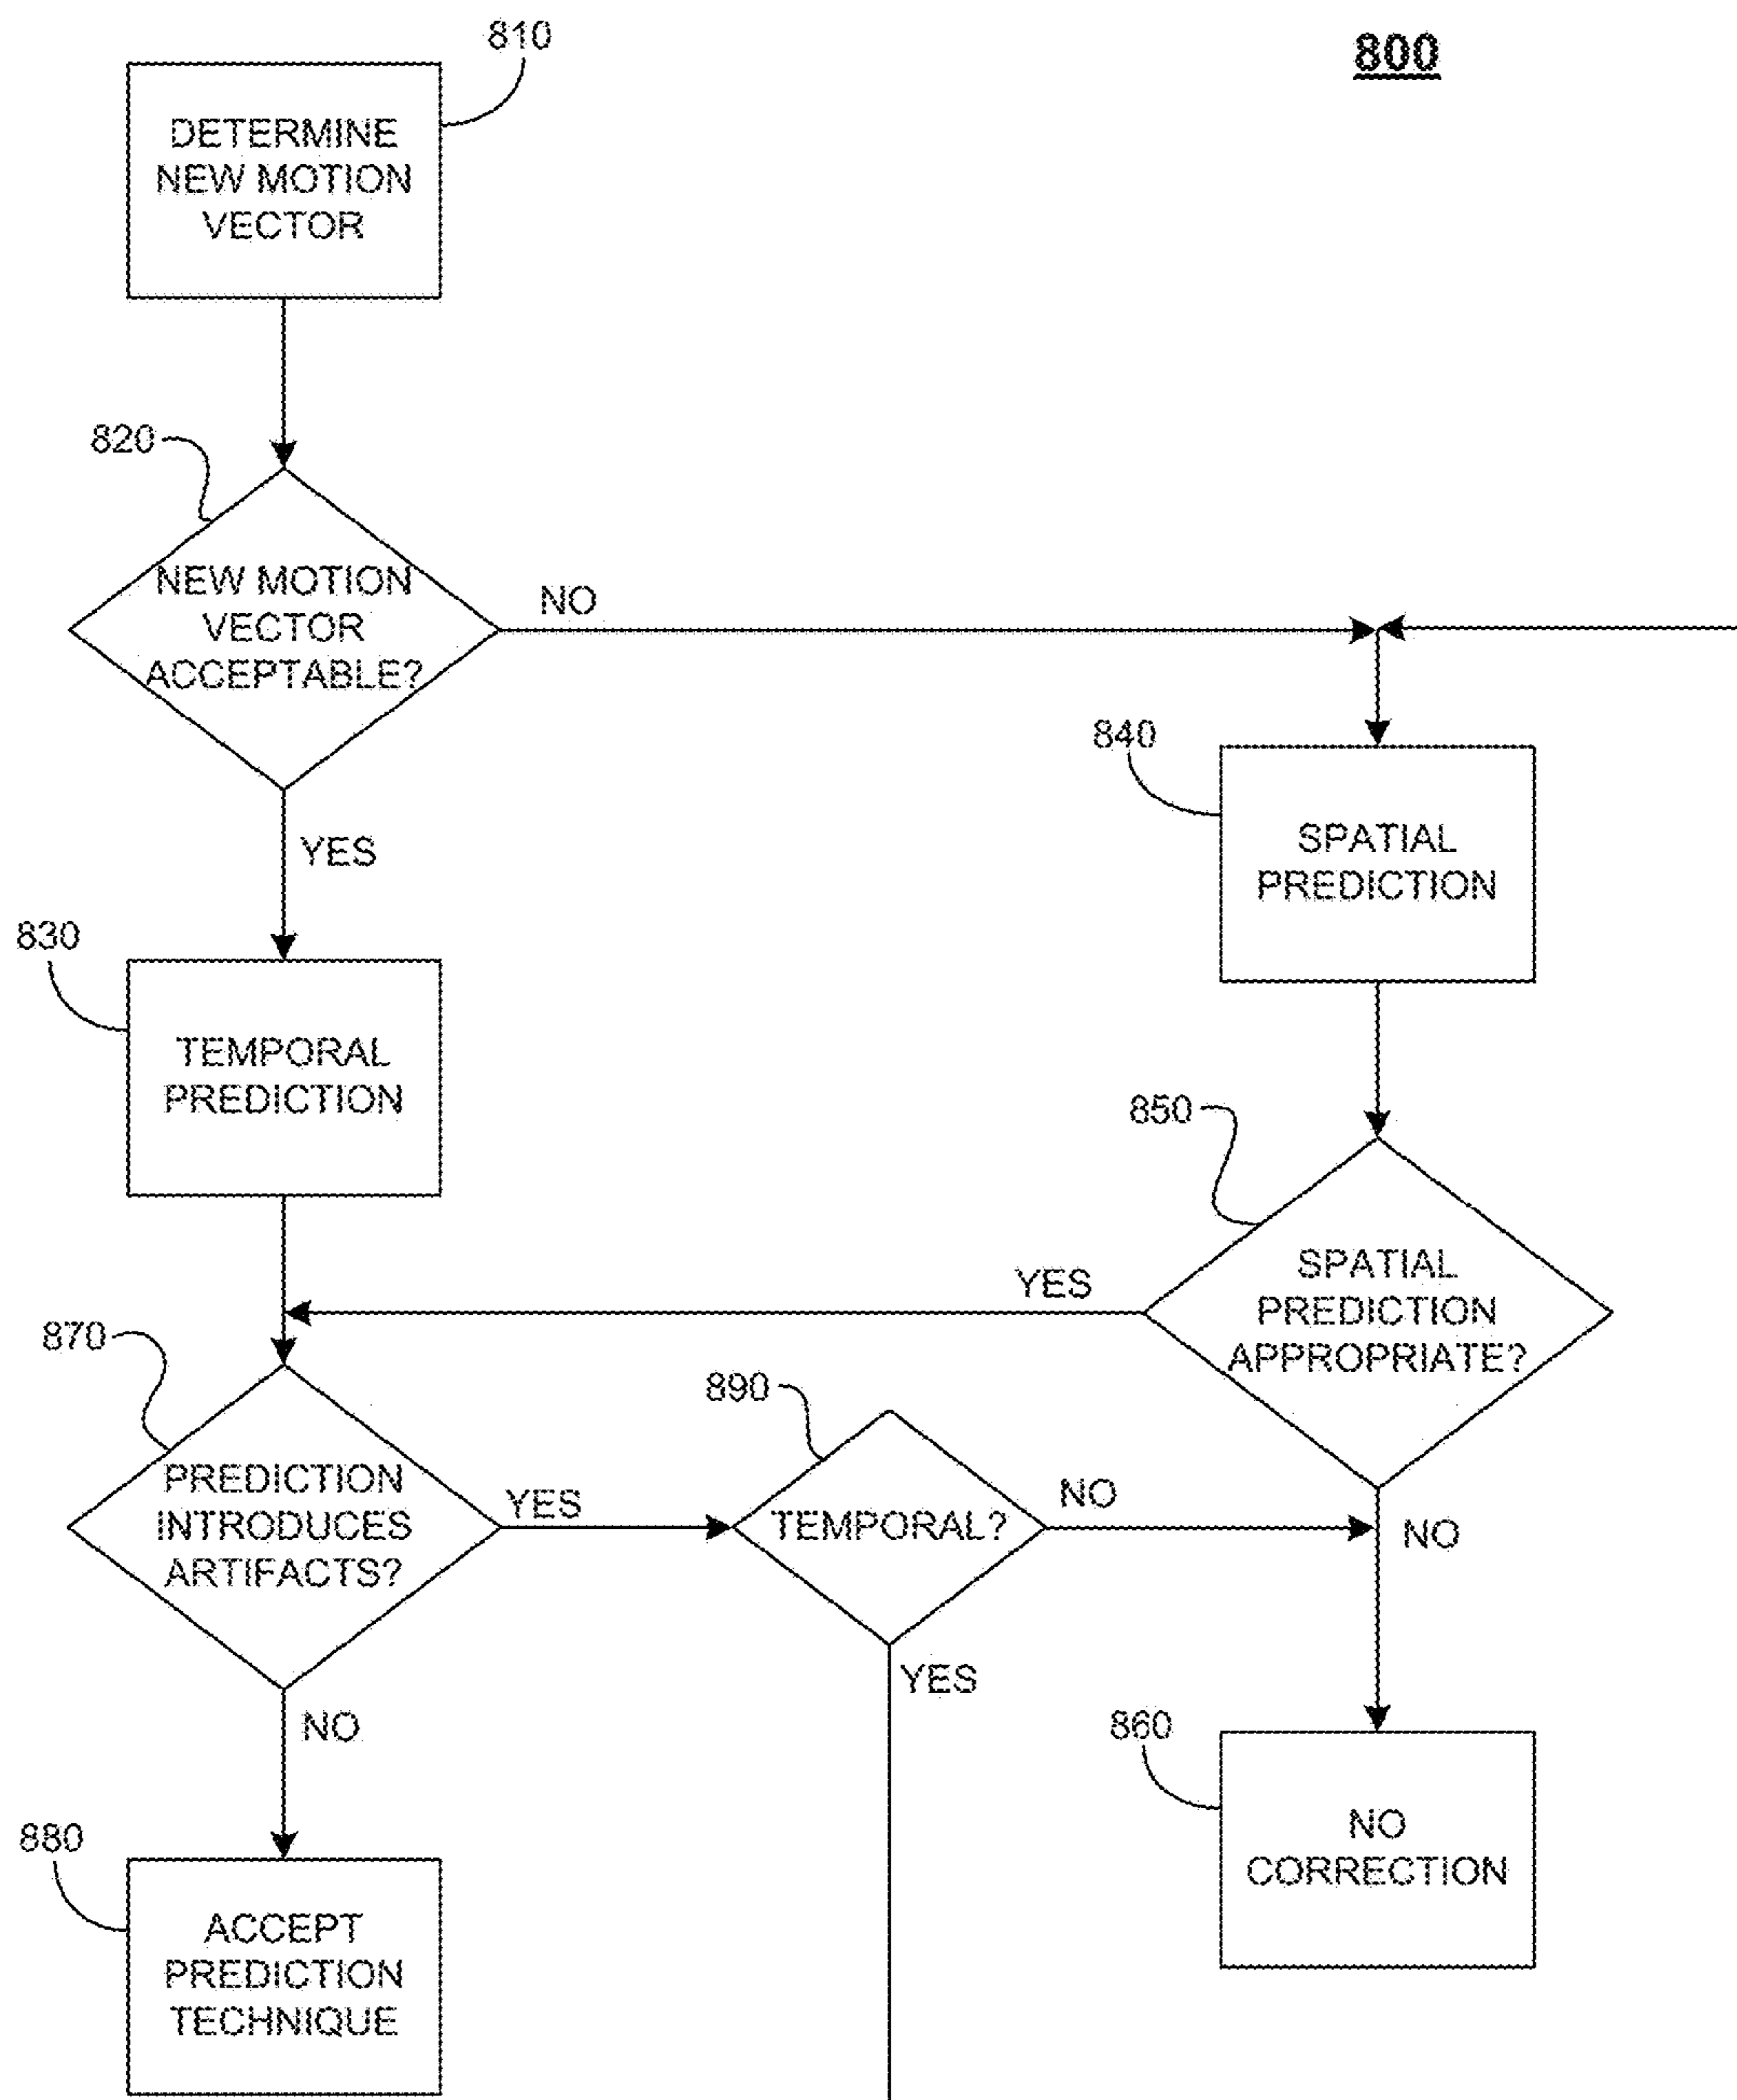 810
800
DETERMINE
NEW MOTION
VECTOR
820
NEW MOTION
VECTOR
ACCEPTABLE?
NO
YES
840
SPATIAL
PREDICTION
830
TEMPORAL
PREDICTION
850
SPATIAL
PREDICTION
APPROPRIATE?
YES
NO
870
PREDICTION
INTRODUCES
ARTIFACTS?
YES
NO
890
TEMPORAL?
NO
YES
860
NO
CORRECTION
880
ACCEPT
PREDICTION
TECHNIQUE